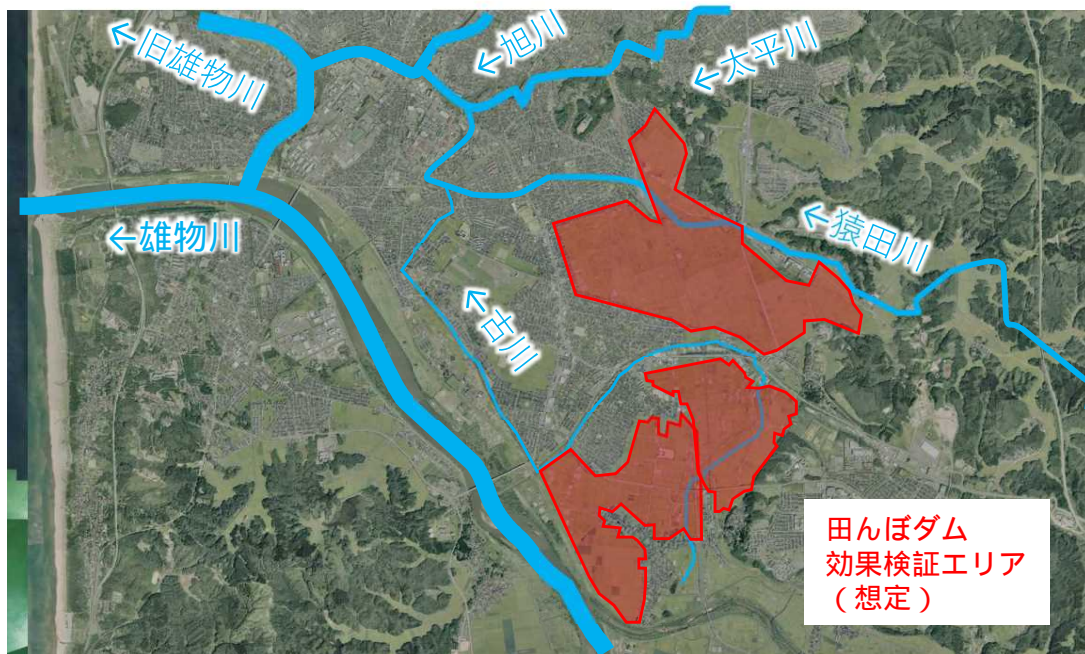 ←旧雄物川
←旭川
←太平川
←雄物川
←猿田川
←古川
田んぼダム
効果検証エリア
（想定）